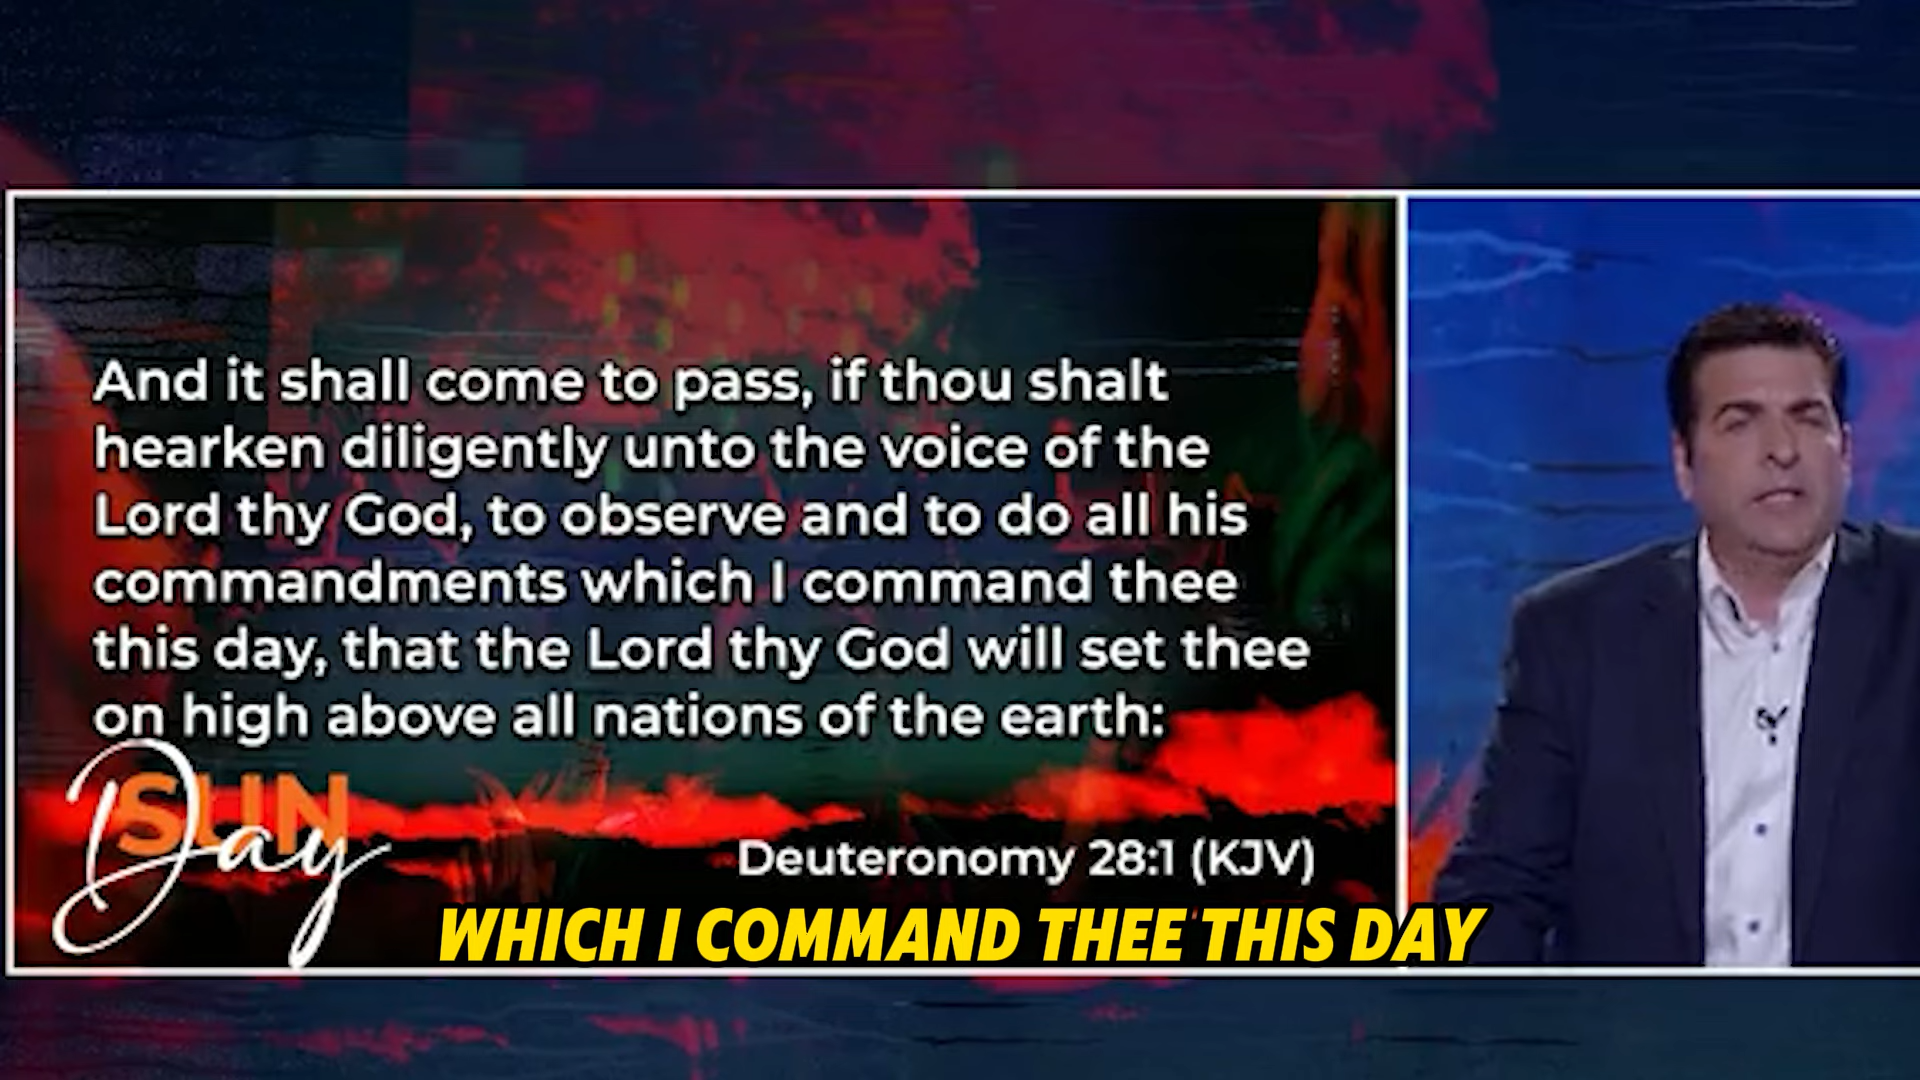 And it shall come to pass, if thou shalt
hearken diligently unto the voice of the
Lord thy God, to observe and to do all his
commandments which I command thee
this day, that the Lord thy God will set thee
on high above all nations of the earth:
SUN
Day
Deuteronomy 28:1 (KJV)
WHICH I COMMAND THEE THIS DAY